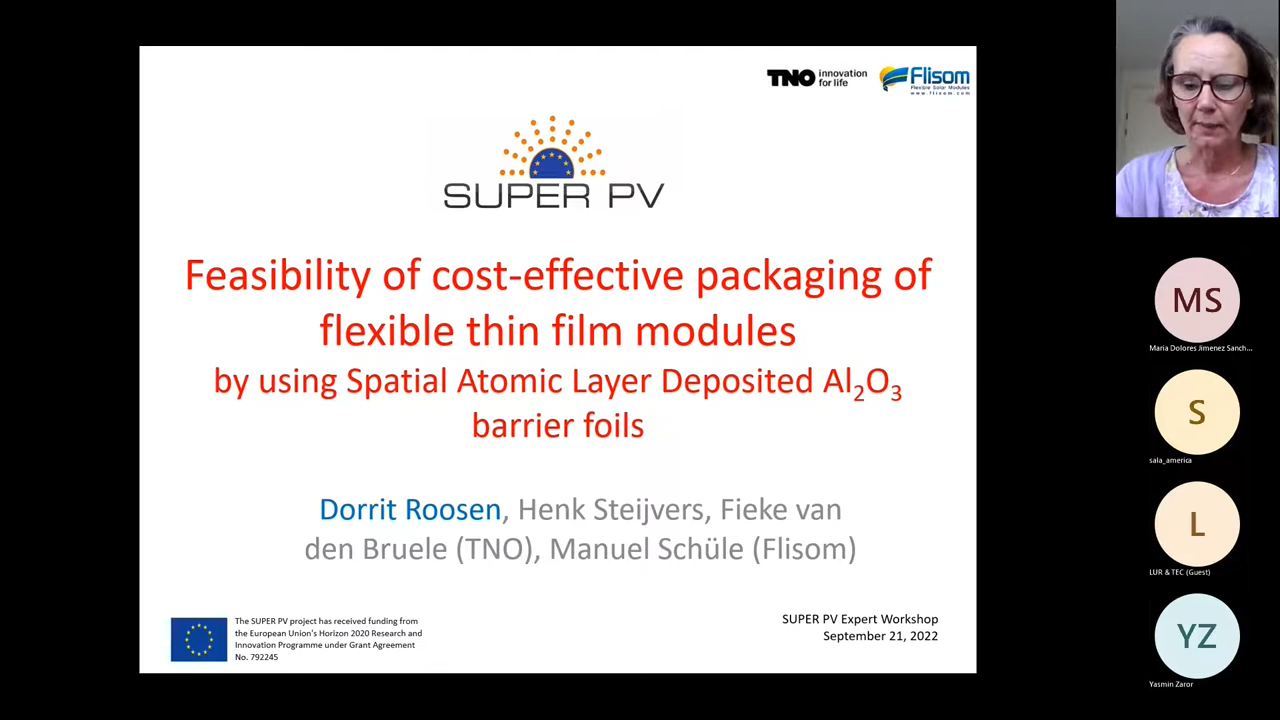 TNO innovation
for life
Flisom
Flexible Solar Modules
www.flisom.com
SUPER PV
Feasibility of cost-effective packaging of
flexible thin film modules
by using Spatial Atomic Layer Deposited Al₂O₃
barrier foils
Dorrit Roosen, Henk Steijvers, Fieke van
den Bruele (TNO), Manuel Schüle (Flisom)
The SUPER PV project has received funding from
the European Union's Horizon 2020 Research and
Innovation Programme under Grant Agreement
No. 792245
SUPER PV Expert Workshop
September 21, 2022
MS
Maria Dolores Jimenez Sanch...
S
sala_america
L
LUR & TEC (Guest)
YZ
Yasmin Zaror